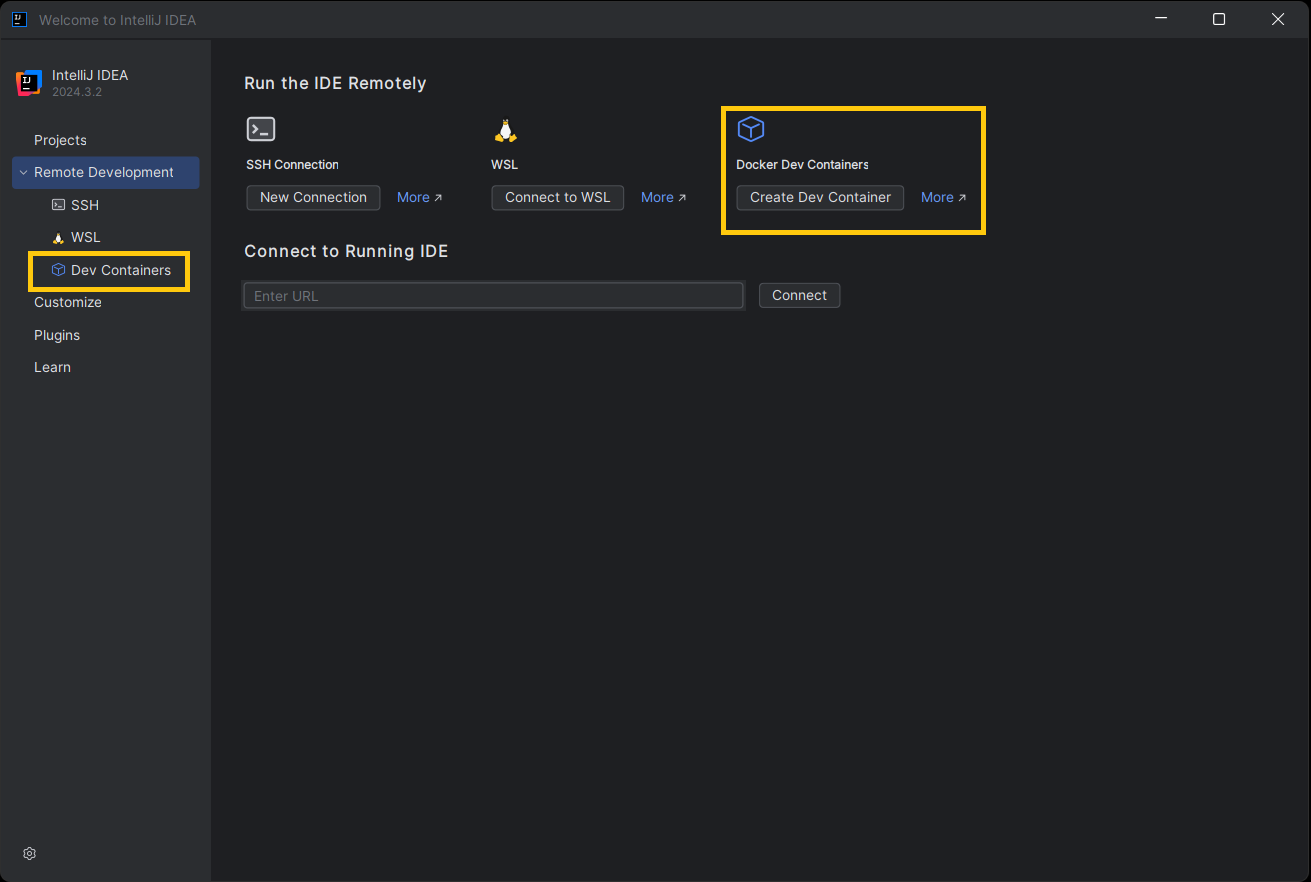 Welcome to IntelliJ IDEA
IntelliJ IDEA
2024.3.2
Projects
Remote Development
SSH
WSL
Dev Containers
Customize
Plugins
Learn
Run the IDE Remotely
SSH Connection
New Connection More ↗
WSL
Connect to WSL More ↗
Docker Dev Containers
Create Dev Container More ↗
Connect to Running IDE
Enter URL Connect